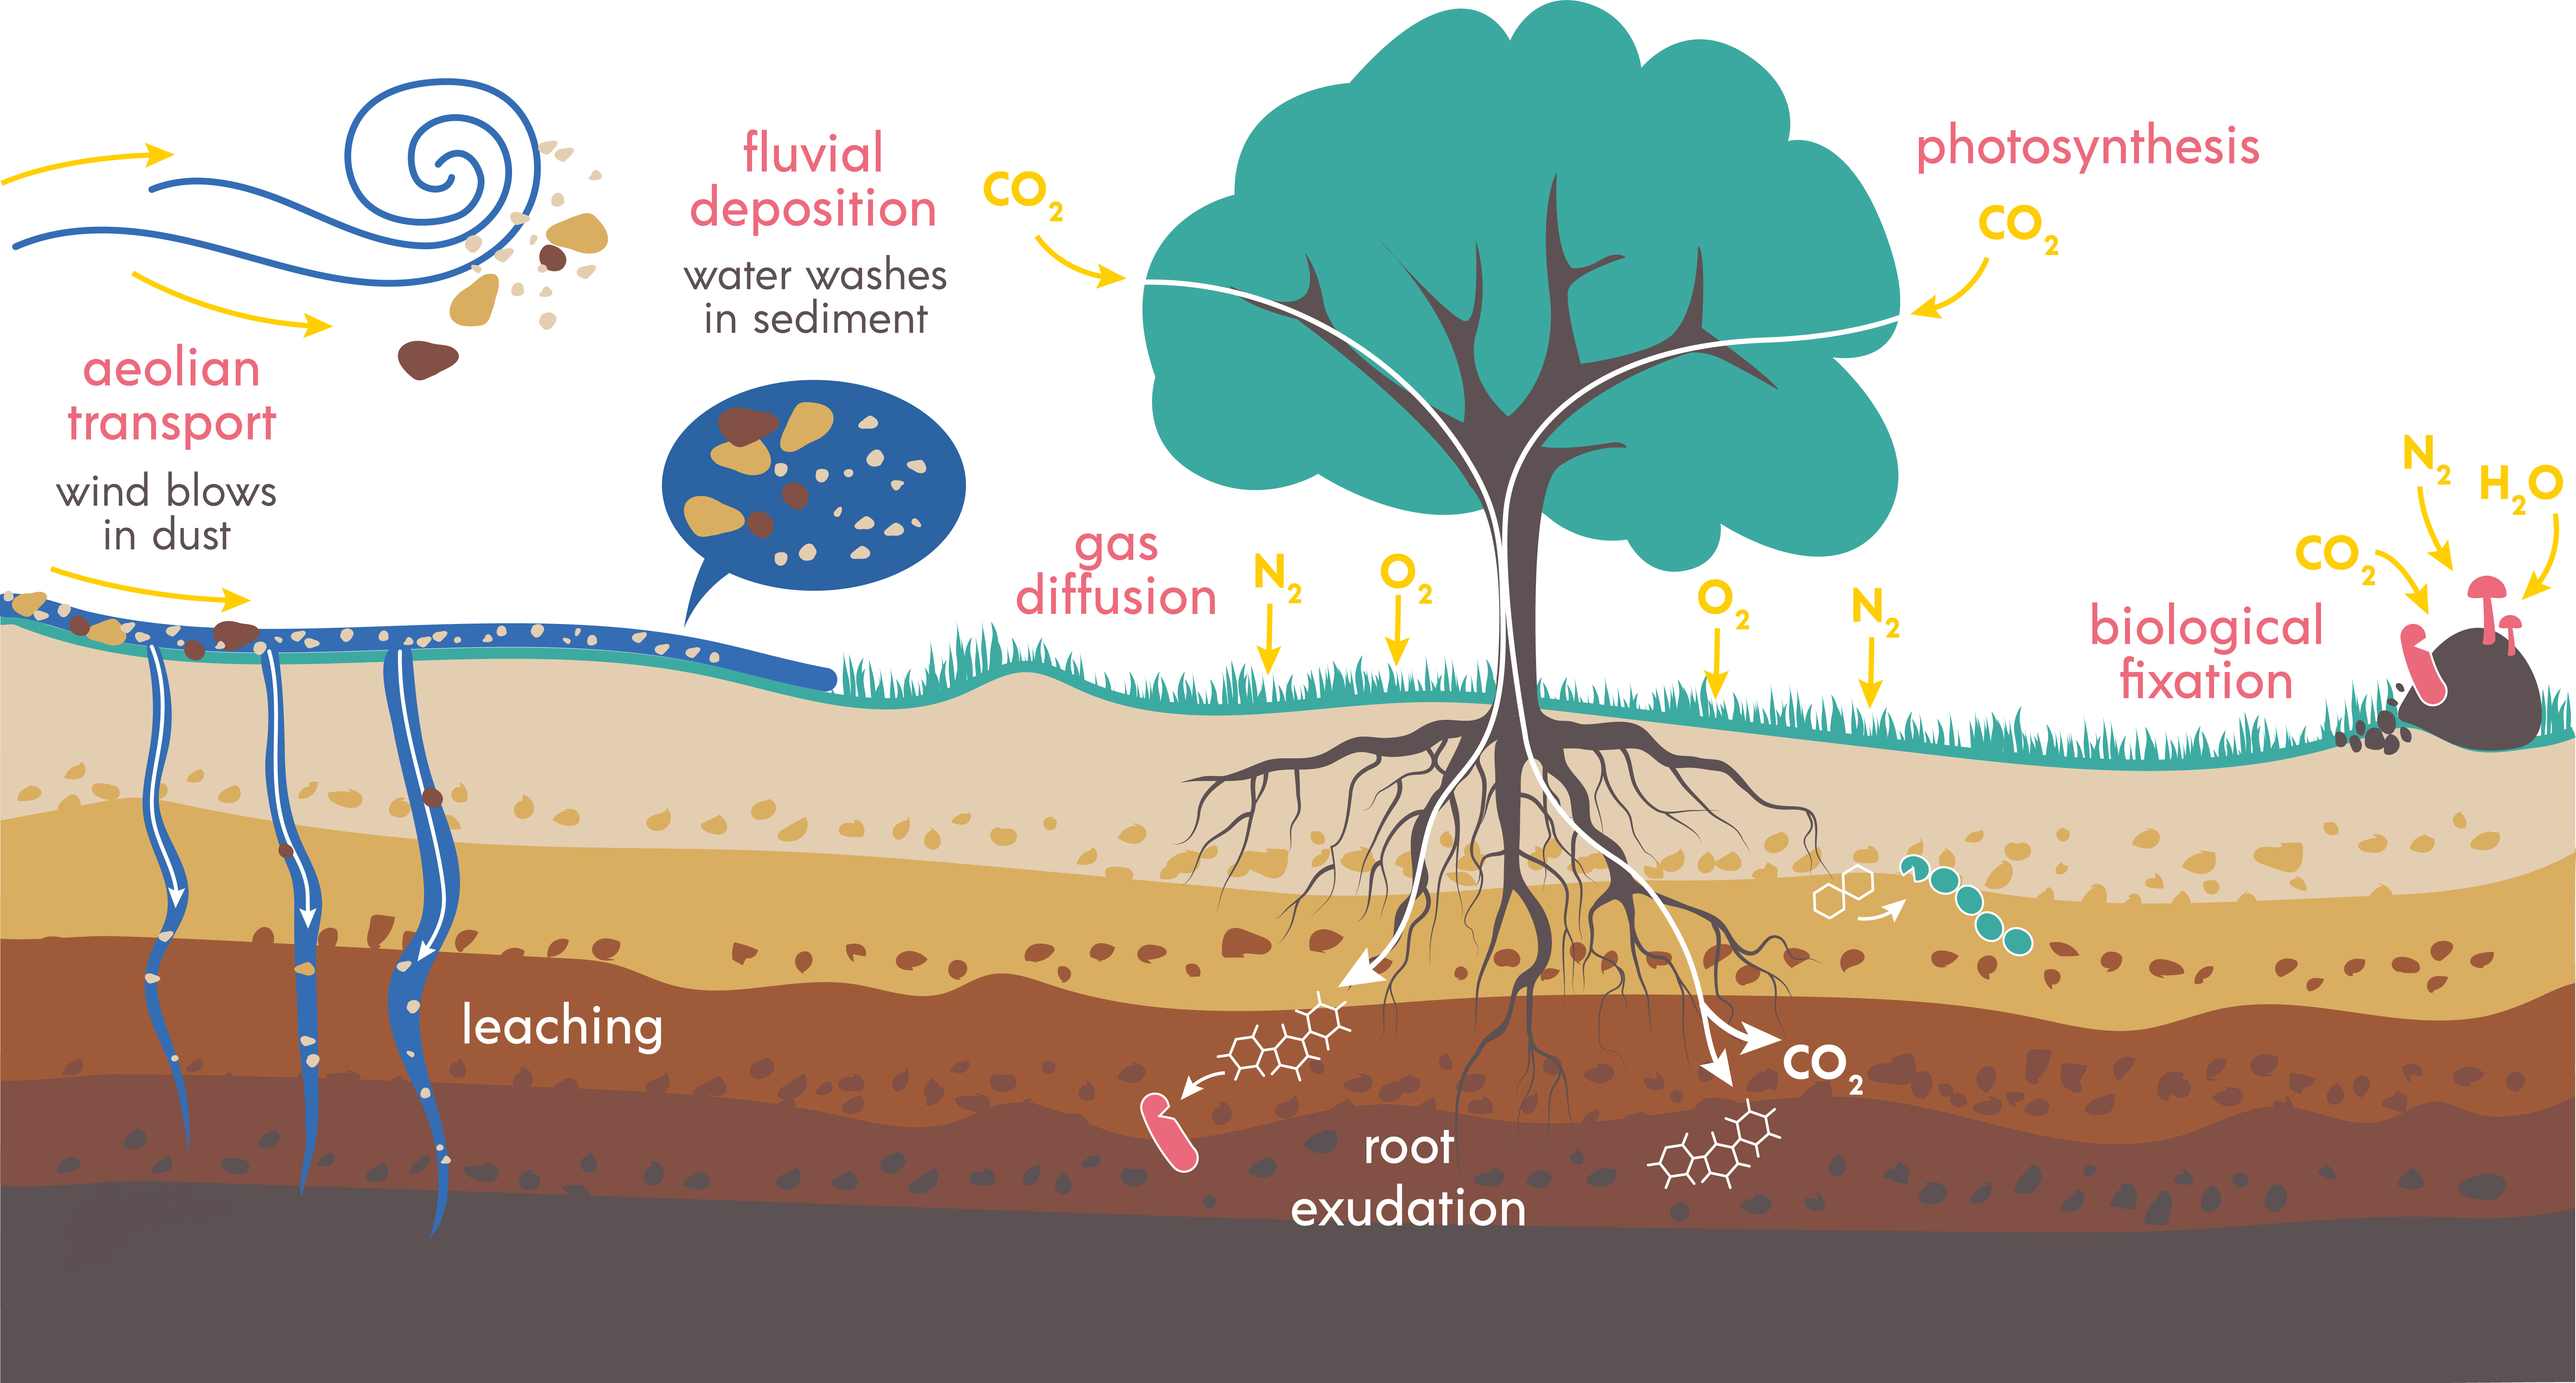 aeolian
transport
wind blows
in dust
fluvial
deposition
water washes
in sediment
CO₂
photosynthesis
CO₂
gas
diffusion
N₂
O₂
O₂
N₂
biological
fixation
CO₂
N₂
H₂O
leaching
root
exudation
CO₂